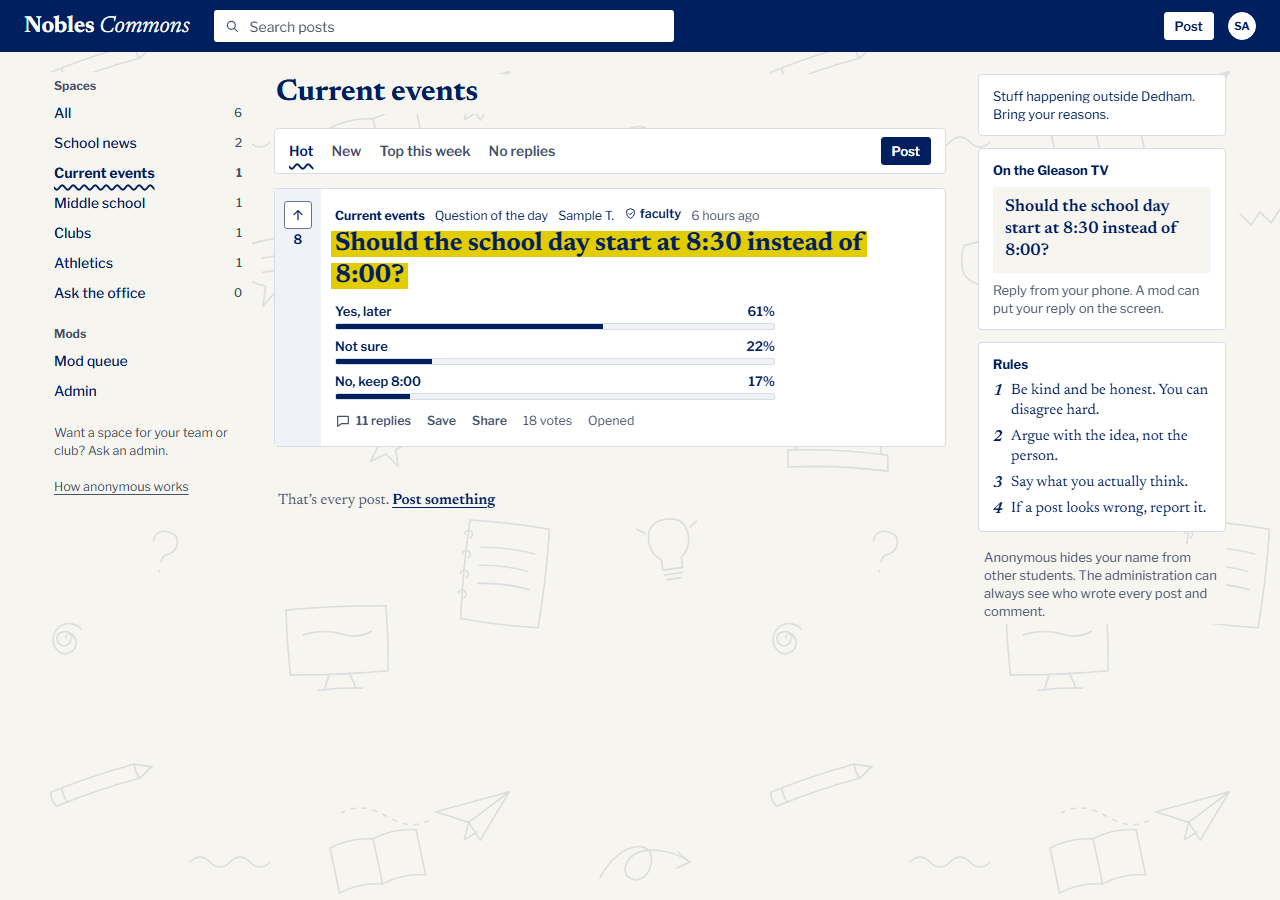 Nobles Commons
Search posts
Post
SA
Spaces
All 6
School news 2
Current events 1
Middle school 1
Clubs 1
Athletics 1
Ask the office 0
Mods
Mod queue
Admin
Want a space for your team or
club? Ask an admin.
How anonymous works
Current events
Hot New Top this week No replies Post
8
Current events Question of the day Sample T. faculty 6 hours ago
Should the school day start at 8:30 instead of
8:00?
Yes, later 61%
Not sure 22%
No, keep 8:00 17%
11 replies Save Share 18 votes Opened
That’s every post. Post something
Stuff happening outside Dedham.
Bring your reasons.
On the Gleason TV
Should the school day
start at 8:30 instead of
8:00?
Reply from your phone. A mod can
put your reply on the screen.
Rules
1 Be kind and be honest. You can
disagree hard.
2 Argue with the idea, not the
person.
3 Say what you actually think.
4 If a post looks wrong, report it.
Anonymous hides your name from
other students. The administration can
always see who wrote every post and
comment.